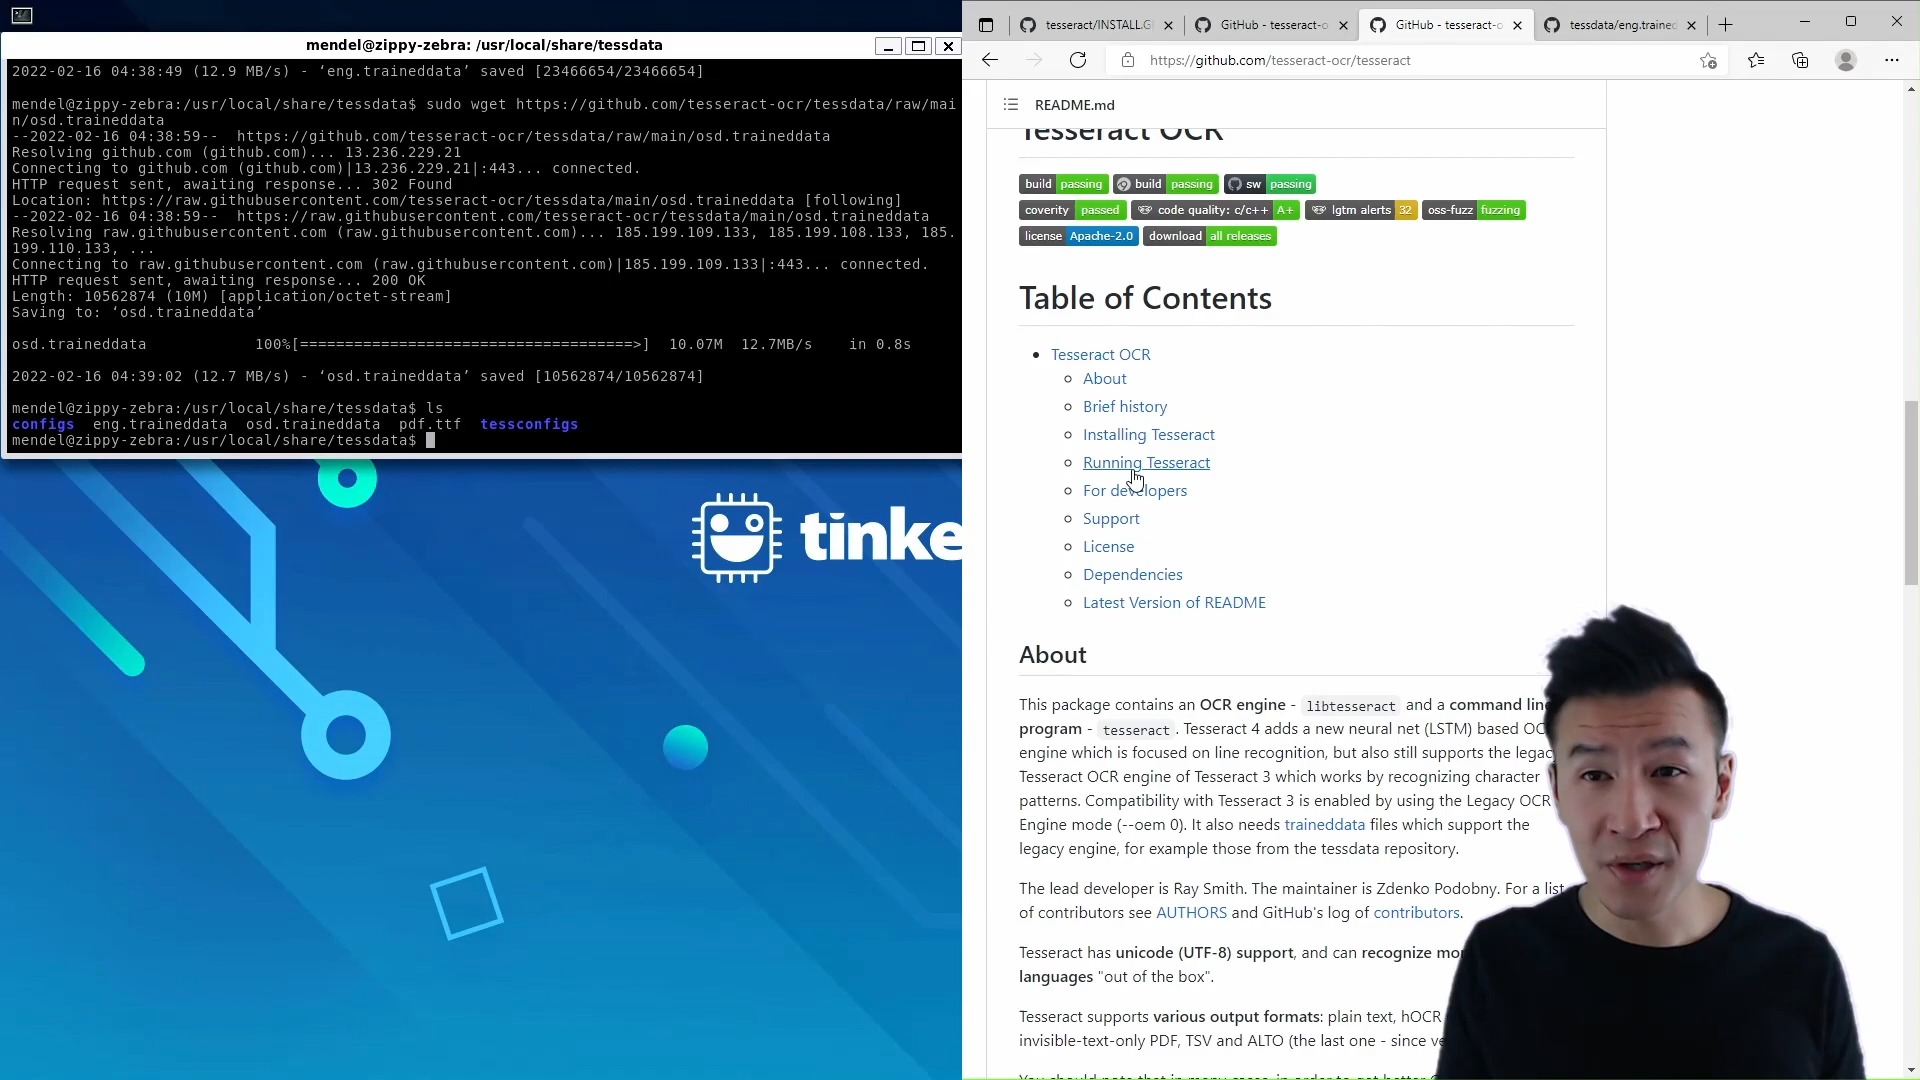 mendel@zippy-zebra: /usr/local/share/tessdata
2022-02-16 04:38:49 (12.9 MB/s) - ‘eng.traineddata’ saved [23466654/23466654]
mendel@zippy-zebra:/usr/local/share/tessdata$ sudo wget https://github.com/tesseract-ocr/tessdata/raw/mai
n/osd.traineddata
--2022-02-16 04:38:59--  https://github.com/tesseract-ocr/tessdata/raw/main/osd.traineddata
Resolving github.com (github.com)... 13.236.229.21
Connecting to github.com (github.com)|13.236.229.21|:443... connected.
HTTP request sent, awaiting response... 302 Found
Location: https://raw.githubusercontent.com/tesseract-ocr/tessdata/main/osd.traineddata [following]
--2022-02-16 04:38:59--  https://raw.githubusercontent.com/tesseract-ocr/tessdata/main/osd.traineddata
Resolving raw.githubusercontent.com (raw.githubusercontent.com)... 185.199.109.133, 185.199.108.133, 185.
199.110.133, ...
Connecting to raw.githubusercontent.com (raw.githubusercontent.com)|185.199.109.133|:443... connected.
HTTP request sent, awaiting response... 200 OK
Length: 10562874 (10M) [application/octet-stream]
Saving to: ‘osd.traineddata’
osd.traineddata 100%[===================================>] 10.07M 12.7MB/s in 0.8s
2022-02-16 04:39:02 (12.7 MB/s) - ‘osd.traineddata’ saved [10562874/10562874]
mendel@zippy-zebra:/usr/local/share/tessdata$ ls
configs eng.traineddata osd.traineddata pdf.ttf tessconfigs
mendel@zippy-zebra:/usr/local/share/tessdata$
tinke
tesseract/INSTALL.G
GitHub - tesseract-o
GitHub - tesseract-o
tessdata/eng.trained
https://github.com/tesseract-ocr/tesseract
README.md
Tesseract OCR
build passing build passing sw passing
coverity passed code quality: c/c++ A+ lgtm alerts 32 oss-fuzz fuzzing
license Apache-2.0 download all releases
Table of Contents
Tesseract OCR
About
Brief history
Installing Tesseract
Running Tesseract
For developers
Support
License
Dependencies
Latest Version of README
About
This package contains an OCR engine - libtesseract and a command line
program - tesseract. Tesseract 4 adds a new neural net (LSTM) based OC
engine which is focused on line recognition, but also still supports the legac
Tesseract OCR engine of Tesseract 3 which works by recognizing character
patterns. Compatibility with Tesseract 3 is enabled by using the Legacy OCR
Engine mode (--oem 0). It also needs traineddata files which support the
legacy engine, for example those from the tessdata repository.
The lead developer is Ray Smith. The maintainer is Zdenko Podobny. For a list
of contributors see AUTHORS and GitHub's log of contributors.
Tesseract has unicode (UTF-8) support, and can recognize mor
languages "out of the box".
Tesseract supports various output formats: plain text, hOCR
invisible-text-only PDF, TSV and ALTO (the last one - since ve